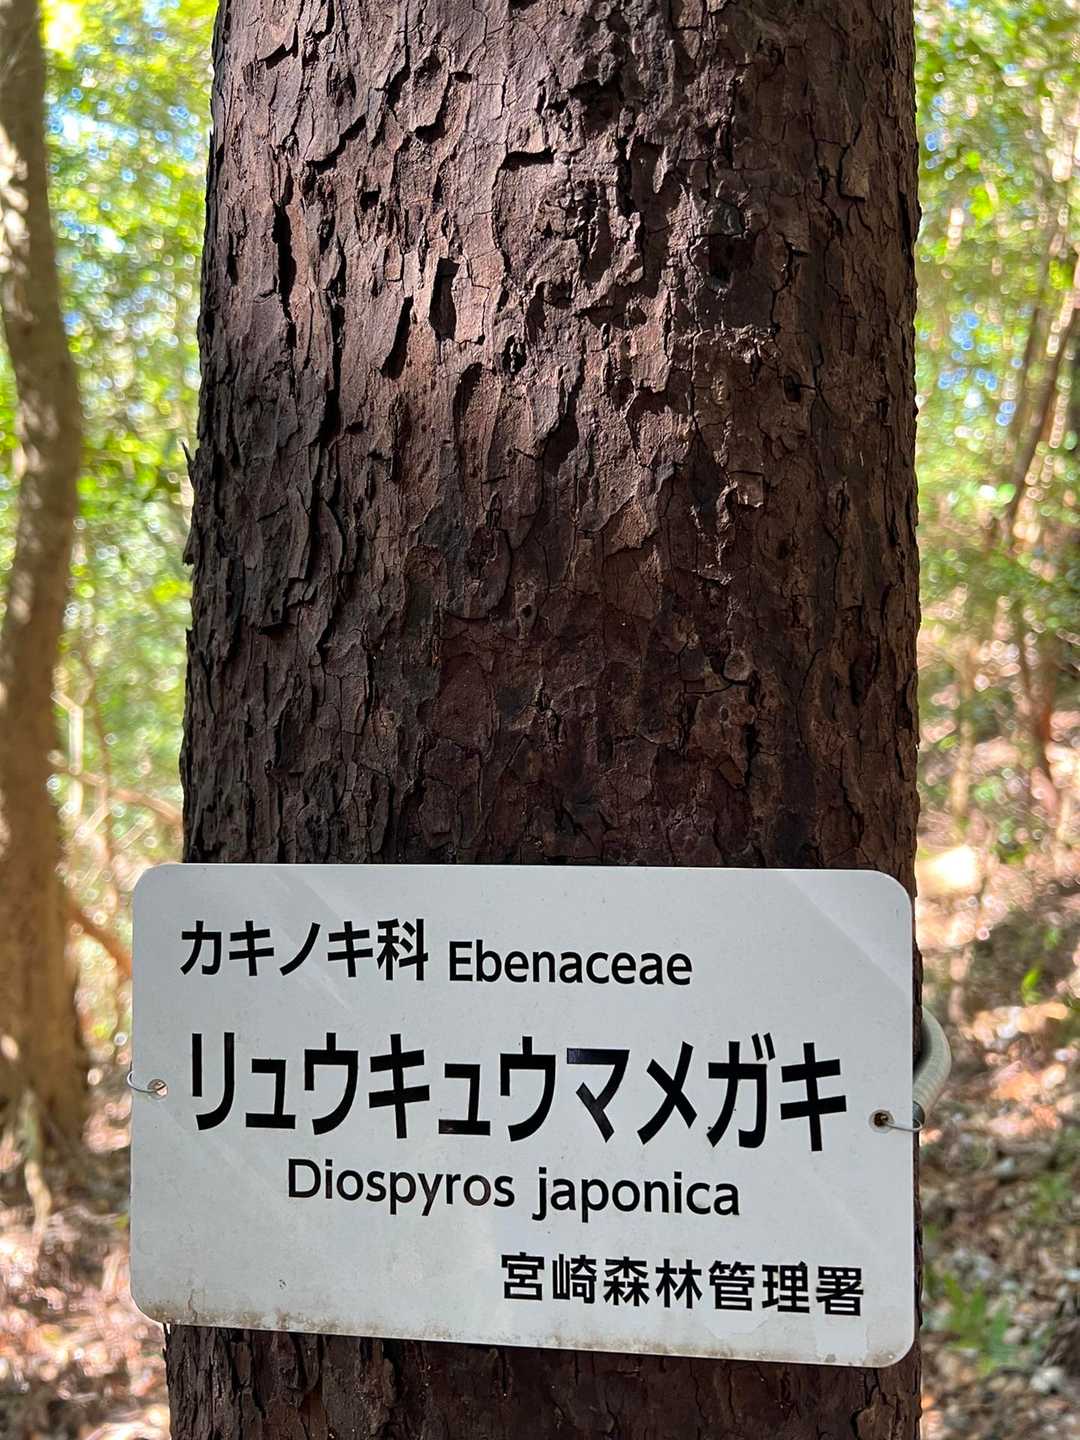 カキノキ科 Ebenaceae
リュウキュウマメガキ
Diospyros japonica
宮崎森林管理署